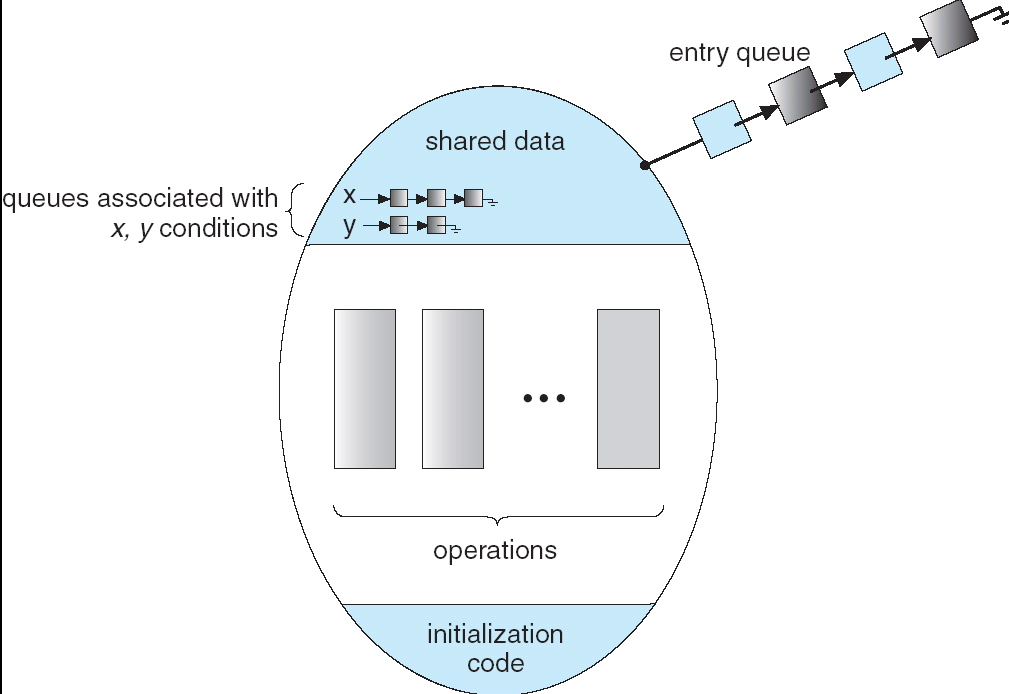 entry queue
shared data
queues associated with
x, y conditions
x
y
operations
initialization
code